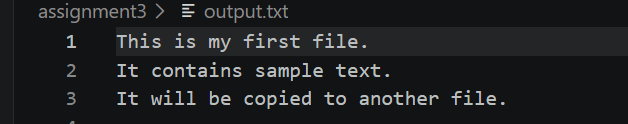 assignment3 > output.txt
1 This is my first file.
2 It contains sample text.
3 It will be copied to another file.